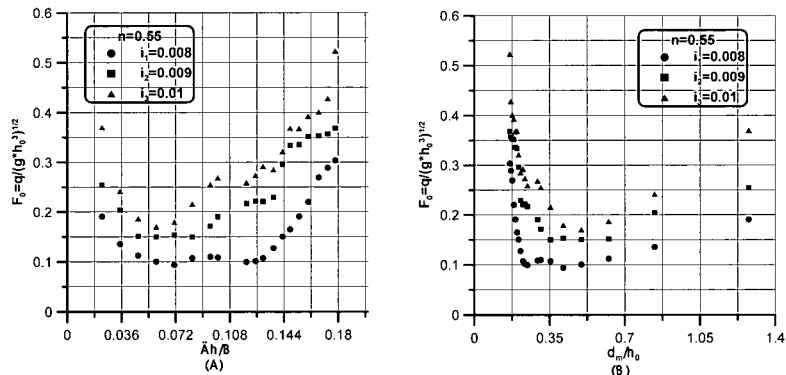 0.6
0.5
0.4
0.3
0.2
0.1
0
F₀=q/(g*h₀³)^1/2
n=0.55
i₁=0.008
i₂=0.009
i₃=0.01
0 0.036 0.072 0.108 0.144 0.18
Äh/B
(A)
0.6
0.5
0.4
0.3
0.2
0.1
0
F₀=q/(g*h₀³)^1/2
n=0.55
i₁=0.008
i₂=0.009
i₃=0.01
0 0.35 0.7 1.05 1.4
dₘ/h₀
(B)